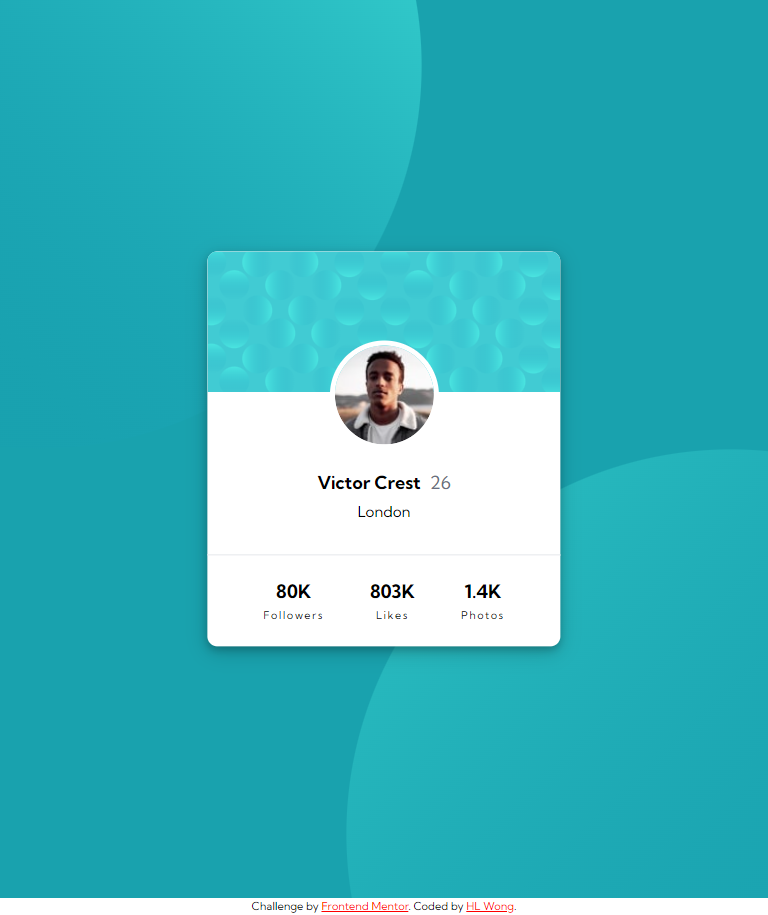 Victor Crest 26
London
80K 803K 1.4K
Followers Likes Photos
Challenge by Frontend Mentor. Coded by HL Wong.